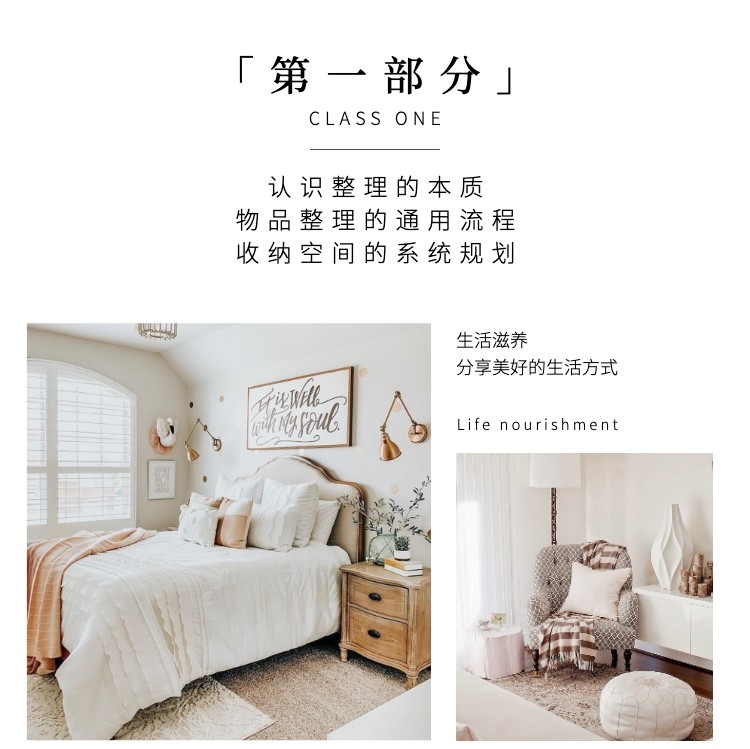 「第一部分」
CLASS ONE
认识整理的本质
物品整理的通用流程
收纳空间的系统规划
生活滋养
分享美好的生活方式
Life nourishment
It is Well
with My Soul.